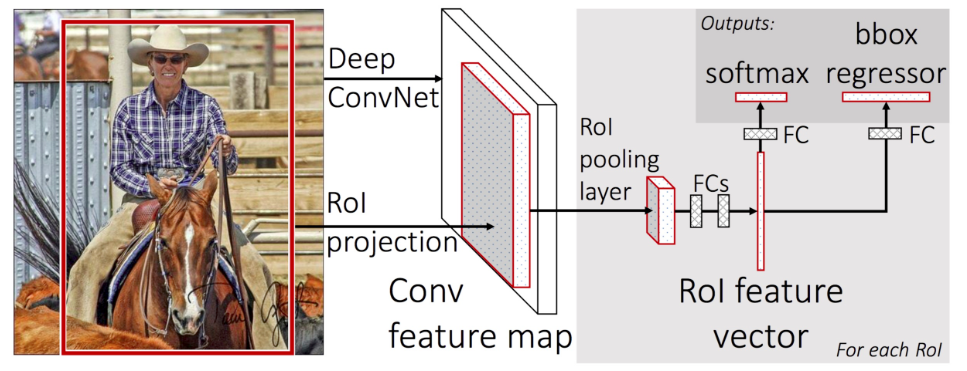 Deep
ConvNet
RoI
projection
Conv
feature map
RoI
pooling
layer
FCs
Outputs:
softmax
bbox
regressor
FC
FC
RoI feature
vector
For each RoI